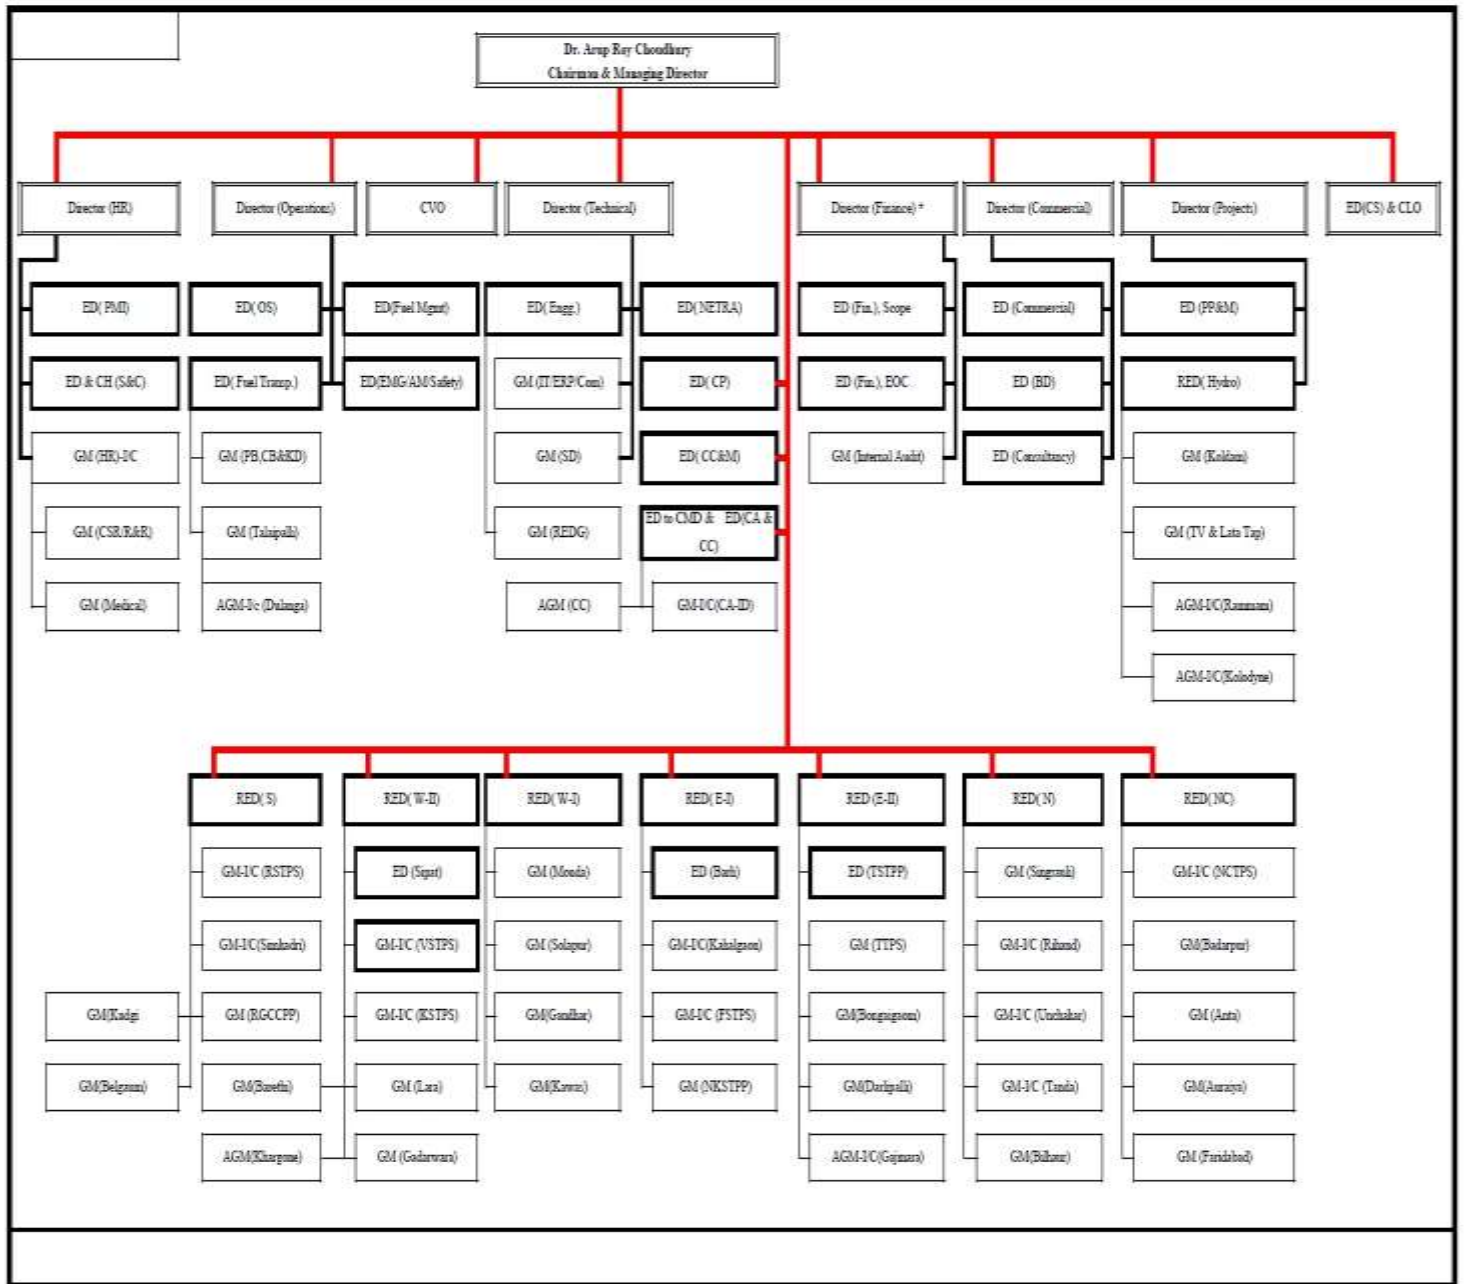 Dr. Arup Roy Choudhury
Chairman & Managing Director
Director (HR)
Director (Operations)
CVO
Director (Technical)
Director (Finance) *
Director (Commercial)
Director (Projects)
ED(CS) & CLO
ED( PMI)
ED( OS)
ED(Fuel Mgmt)
ED( Engg.)
ED( NETRA)
ED (Fin.), Scope
ED (Commercial)
ED (PP&M)
ED & CH (S&C)
ED( Fuel Transp.)
ED(EMG/AM/Safety)
GM (IT/ERP/Com)
ED( CP)
ED (Fin.), EOC
ED (BD)
RED( Hydro)
GM (HR)-I/C
GM (PB,CB&KD)
GM (SD)
ED( CC&M)
GM (Internal Audit)
ED (Consultancy)
GM (Koldam)
GM (CSR/R&R)
GM (Talaipalli)
GM (REDG)
ED to CMD & ED(CA &
CC)
GM (TV & Lata Tap)
GM (Medical)
AGM-I/c (Dulanga)
AGM (CC)
GM-I/C(CA-ID)
AGM-I/C(Rammam)
AGM-I/C(Kolodyne)
RED( S)
RED( W-II)
RED( W-I)
RED( E-I)
RED (E-II)
RED( N)
RED( NC)
GM-I/C (RSTPS)
ED (Sipat)
GM (Mouda)
ED (Barh)
ED (TSTPP)
GM (Singrauli)
GM-I/C (NCTPS)
GM-I/C(Simhadri)
GM-I/C (VSTPS)
GM (Solapur)
GM-I/C(Kahalgaon)
GM (TTPS)
GM-I/C (Rihand)
GM(Badarpur)
GM(Kudgi
GM (RGCCPP)
GM-I/C (KSTPS)
GM(Gandhar)
GM-I/C (FSTPS)
GM(Bongaigaon)
GM-I/C (Unchahar)
GM (Anta)
GM(Belgaum)
GM(Barethi)
GM (Lara)
GM(Kawas)
GM (NKSTPP)
GM(Darlipalli)
GM-I/C (Tanda)
GM(Auraiya)
AGM(Khargone)
GM (Gadarwara)
AGM-I/C(Gajmara)
GM(Bilhaur)
GM (Faridabad)